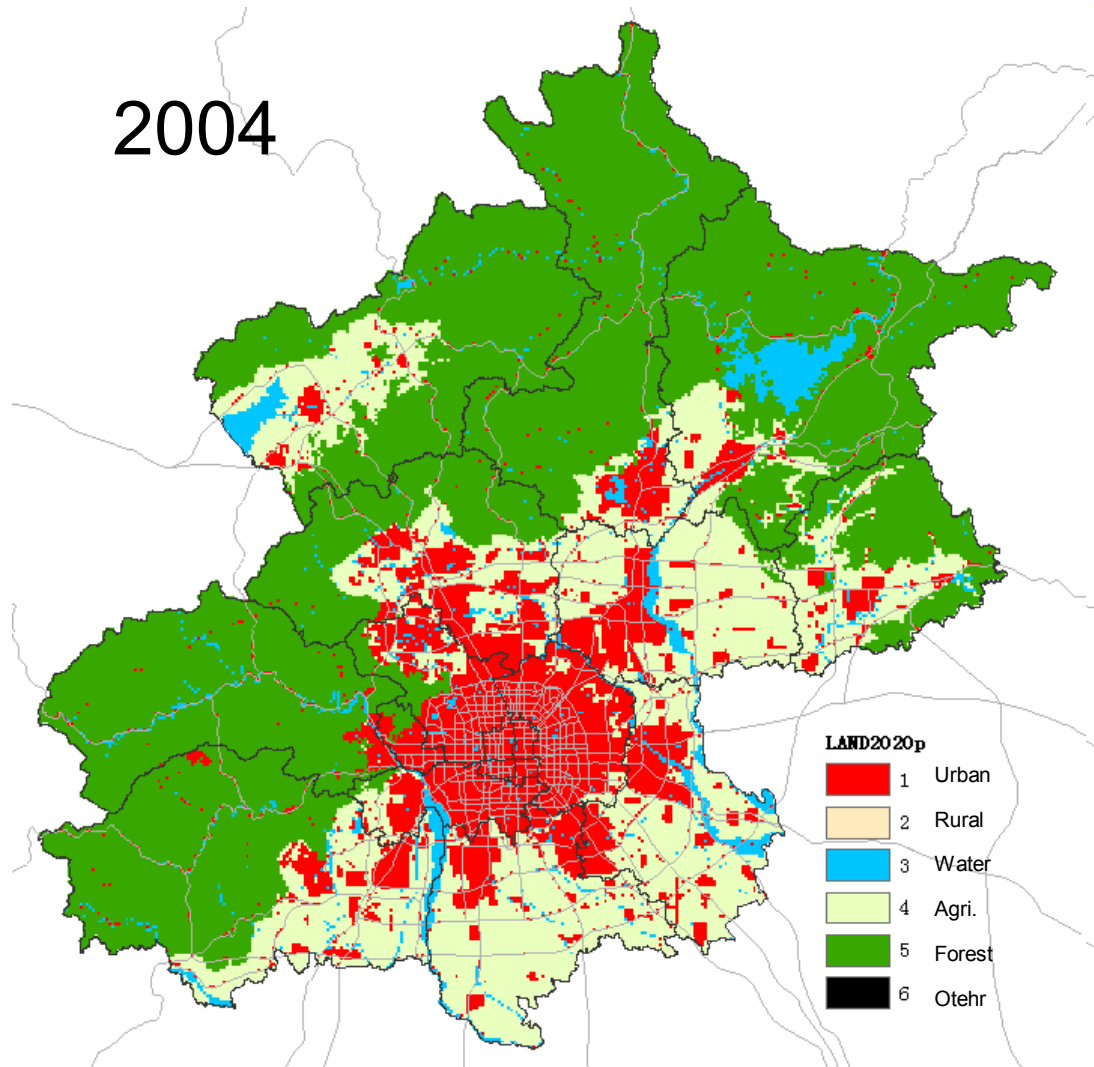 2004
LAND2020p
1 Urban
2 Rural
3 Water
4 Agri.
5 Forest
6 Otehr